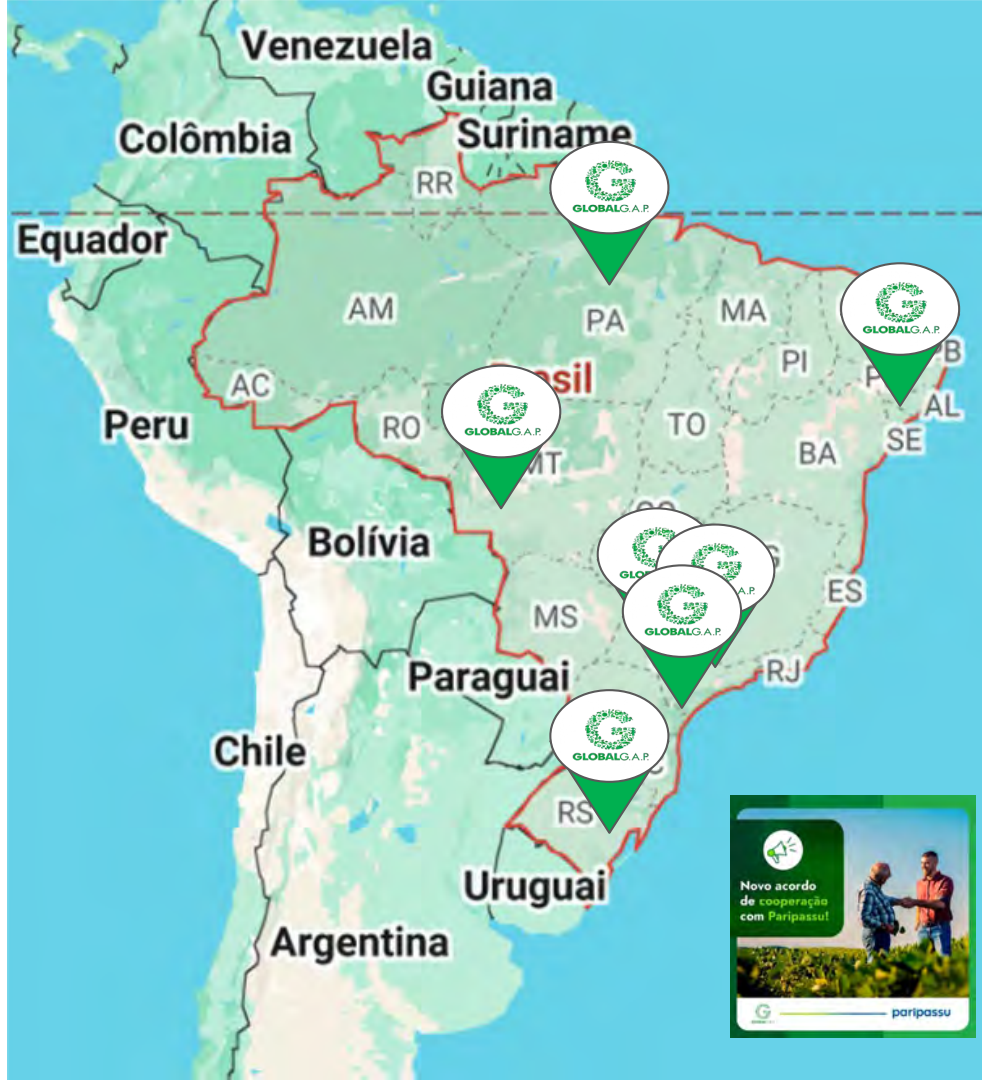 Venezuela
Guiana
Suriname
Colômbia
RR
GLOBALG.A.P.
Equador
AM
PA
MA
GLOBALG.A.P.
PI
AC
Peru
GLOBALG.A.P.
RO
TO
AL
SE
BA
Bolívia
MS
GLOBALG.A.P.
ES
RJ
Paraguai
Chile
GLOBALG.A.P.
RS
Uruguai
Argentina
Novo acordo
de cooperação
com Paripassu!
paripassu